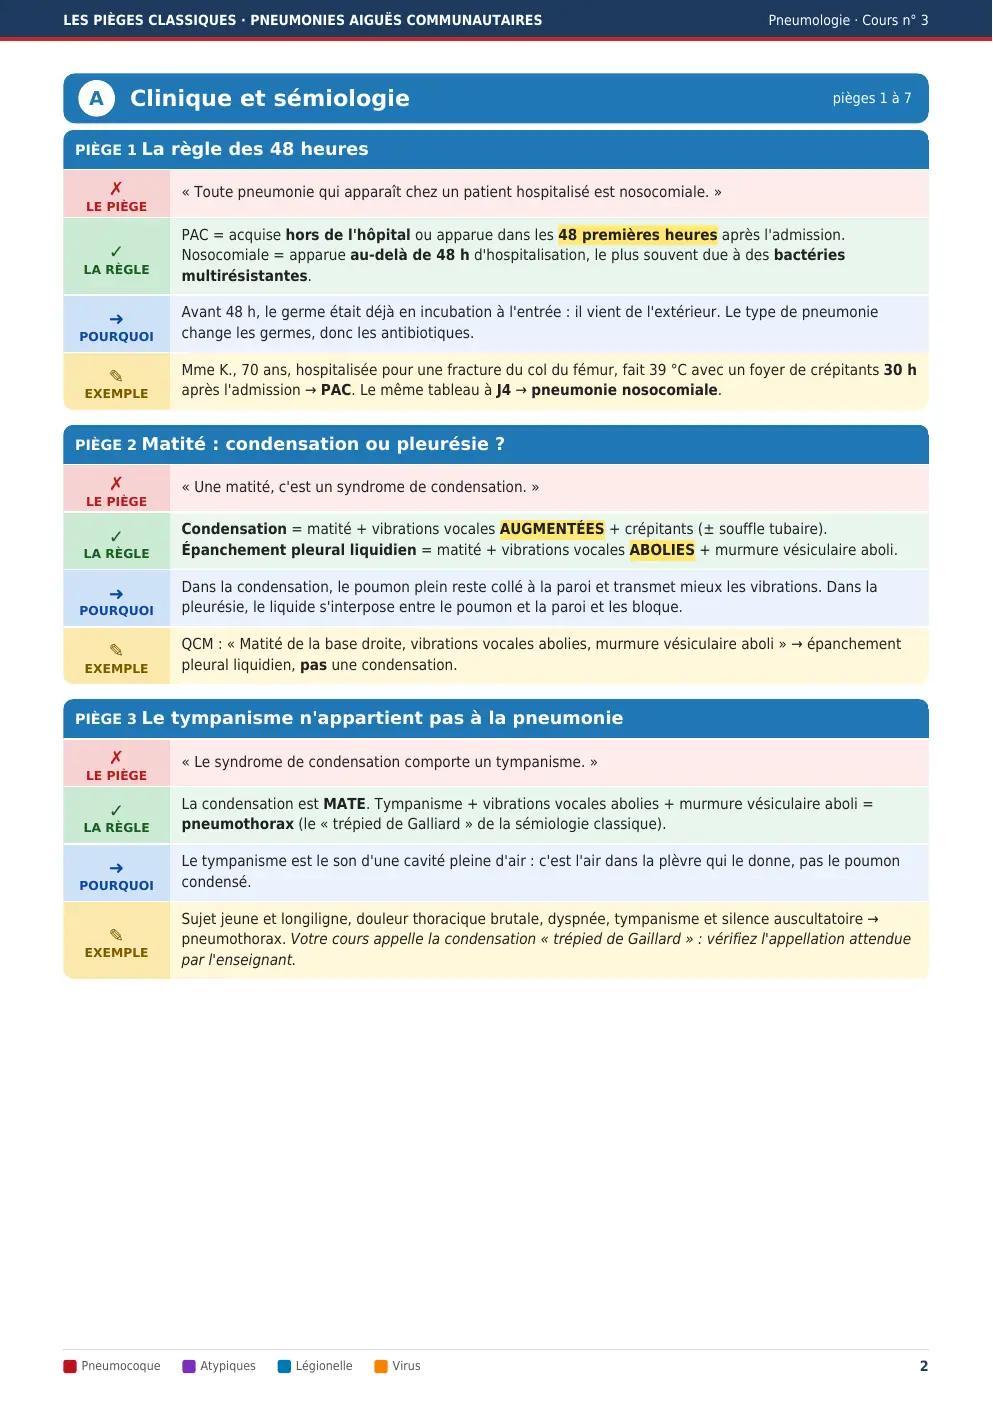 LES PIÈGES CLASSIQUES · PNEUMONIES AIGUËS COMMUNAUTAIRES
Pneumologie · Cours n° 3
A Clinique et sémiologie
pièges 1 à 7
PIÈGE 1 La règle des 48 heures
✗
LE PIÈGE
« Toute pneumonie qui apparaît chez un patient hospitalisé est nosocomiale. »
✓
LA RÈGLE
PAC = acquise hors de l'hôpital ou apparue dans les 48 premières heures après l'admission.
Nosocomiale = apparue au-delà de 48 h d'hospitalisation, le plus souvent due à des bactéries
multirésistantes.
➜
POURQUOI
Avant 48 h, le germe était déjà en incubation à l'entrée : il vient de l'extérieur. Le type de pneumonie
change les germes, donc les antibiotiques.
✎
EXEMPLE
Mme K., 70 ans, hospitalisée pour une fracture du col du fémur, fait 39 °C avec un foyer de crépitants 30 h
après l'admission → PAC. Le même tableau à J4 → pneumonie nosocomiale.
PIÈGE 2 Matité : condensation ou pleurésie ?
✗
LE PIÈGE
« Une matité, c'est un syndrome de condensation. »
✓
LA RÈGLE
Condensation = matité + vibrations vocales AUGMENTÉES + crépitants (± souffle tubaire).
Épanchement pleural liquidien = matité + vibrations vocales ABOLIES + murmure vésiculaire aboli.
➜
POURQUOI
Dans la condensation, le poumon plein reste collé à la paroi et transmet mieux les vibrations. Dans la
pleurésie, le liquide s'interpose entre le poumon et la paroi et les bloque.
✎
EXEMPLE
QCM : « Matité de la base droite, vibrations vocales abolies, murmure vésiculaire aboli » → épanchement
pleural liquidien, pas une condensation.
PIÈGE 3 Le tympanisme n'appartient pas à la pneumonie
✗
LE PIÈGE
« Le syndrome de condensation comporte un tympanisme. »
✓
LA RÈGLE
La condensation est MATE. Tympanisme + vibrations vocales abolies + murmure vésiculaire aboli =
pneumothorax (le « trépied de Galliard » de la sémiologie classique).
➜
POURQUOI
Le tympanisme est le son d'une cavité pleine d'air : c'est l'air dans la plèvre qui le donne, pas le poumon
condensé.
✎
EXEMPLE
Sujet jeune et longiligne, douleur thoracique brutale, dyspnée, tympanisme et silence auscultatoire →
pneumothorax. Votre cours appelle la condensation « trépied de Gaillard » : vérifiez l'appellation attendue
par l'enseignant.
Pneumocoque Atypiques Légionelle Virus
2